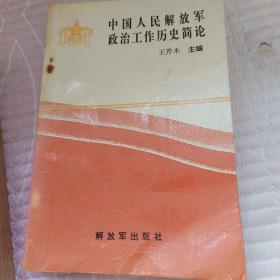 中国人民解放军
政治工作历史简论
王芹木 主编
解放军出版社